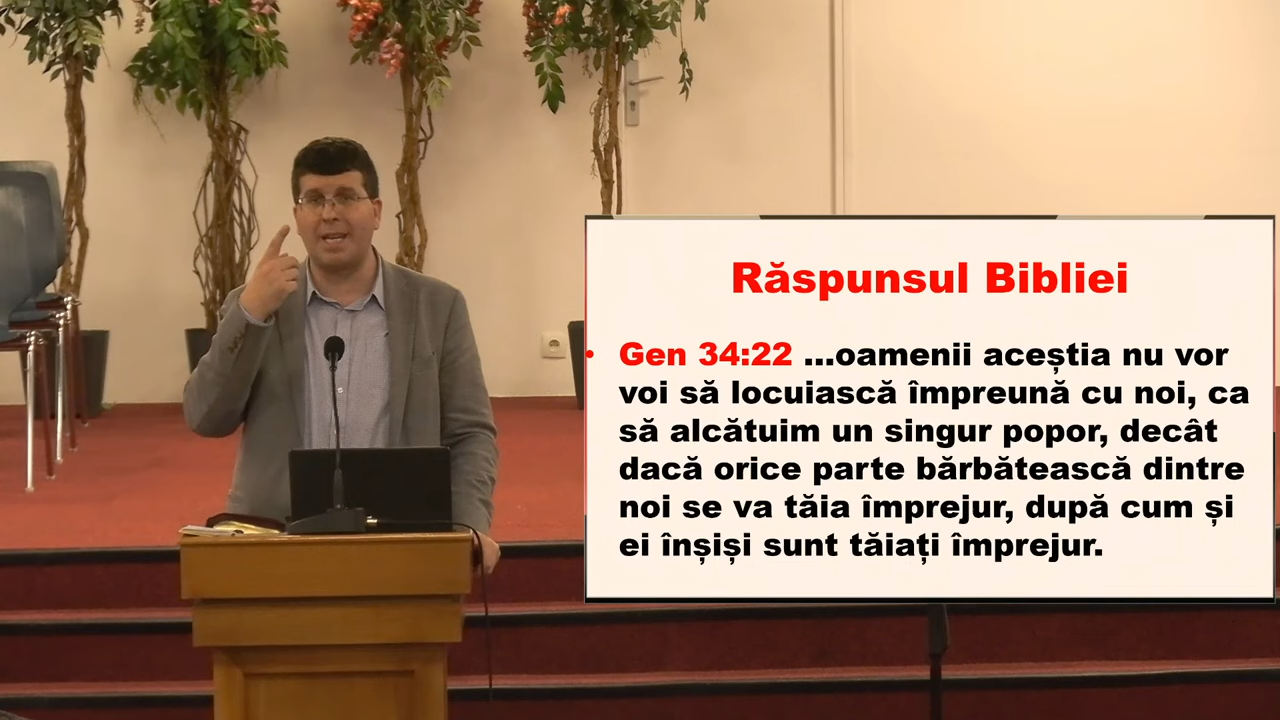 Răspunsul Bibliei
• Gen 34:22 ...oamenii aceștia nu vor
voi să locuiască împreună cu noi, ca
să alcătuim un singur popor, decât
dacă orice parte bărbătească dintre
noi se va tăia împrejur, după cum și
ei înșiși sunt tăiați împrejur.